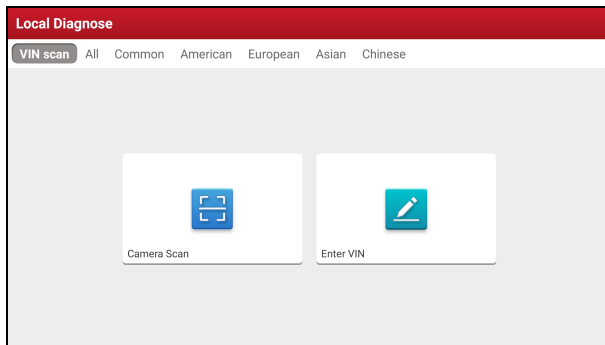 Local Diagnose
VIN scan All Common American European Asian Chinese
Camera Scan Enter VIN